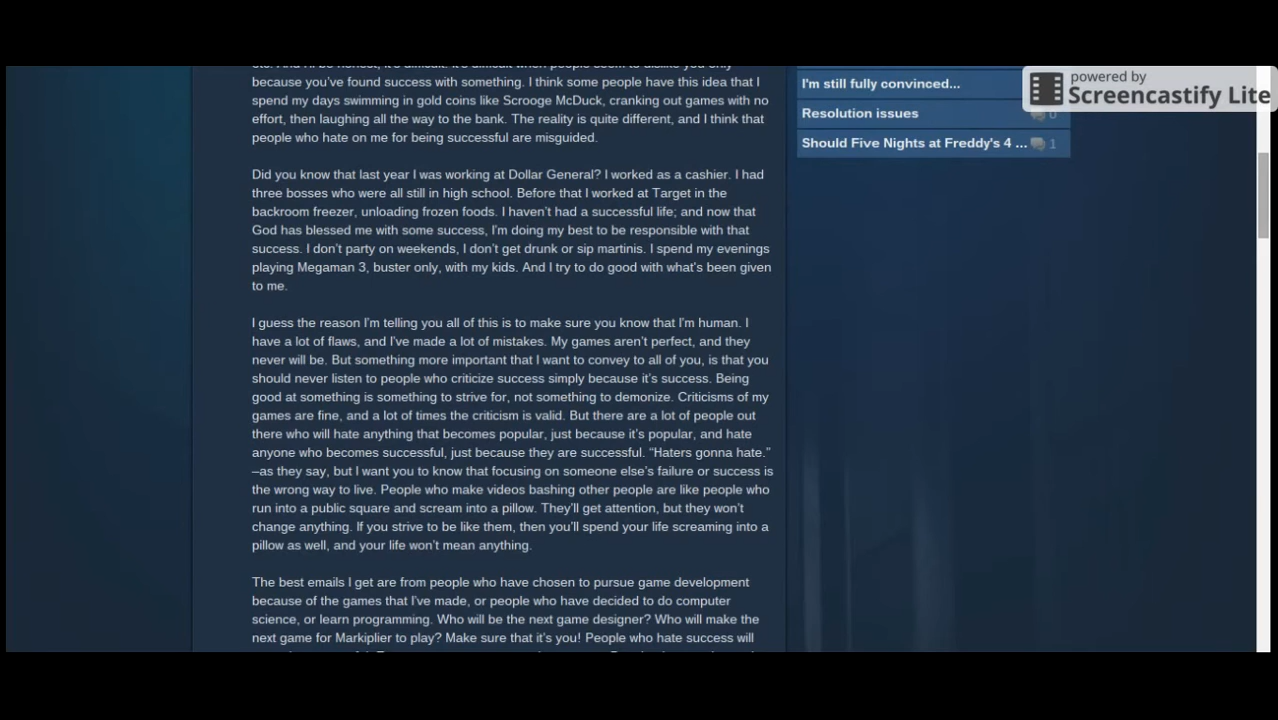 because you've found success with something. I think some people have this idea that I
spend my days swimming in gold coins like Scrooge McDuck, cranking out games with no
effort, then laughing all the way to the bank. The reality is quite different, and I think that
people who hate on me for being successful are misguided.
Did you know that last year I was working at Dollar General? I worked as a cashier. I had
three bosses who were all still in high school. Before that I worked at Target in the
backroom freezer, unloading frozen foods. I haven't had a successful life; and now that
God has blessed me with some success, I'm doing my best to be responsible with that
success. I don't party on weekends, I don't get drunk or sip martinis. I spend my evenings
playing Megaman 3, buster only, with my kids. And I try to do good with what's been given
to me.
I guess the reason I'm telling you all of this is to make sure you know that I'm human. I
have a lot of flaws, and I've made a lot of mistakes. My games aren't perfect, and they
never will be. But something more important that I want to convey to all of you, is that you
should never listen to people who criticize success simply because it's success. Being
good at something is something to strive for, not something to demonize. Criticisms of my
games are fine, and a lot of times the criticism is valid. But there are a lot of people out
there who will hate anything that becomes popular, just because it's popular, and hate
anyone who becomes successful, just because they are successful. “Haters gonna hate.”
–as they say, but I want you to know that focusing on someone else's failure or success is
the wrong way to live. People who make videos bashing other people are like people who
run into a public square and scream into a pillow. They'll get attention, but they won't
change anything. If you strive to be like them, then you'll spend your life screaming into a
pillow as well, and your life won't mean anything.
The best emails I get are from people who have chosen to pursue game development
because of the games that I've made, or people who have decided to do computer
science, or learn programming. Who will be the next game designer? Who will make the
next game for Markiplier to play? Make sure that it's you! People who hate success will
I'm still fully convinced...
Resolution issues 0
Should Five Nights at Freddy's 4 ... 1
powered by
Screencastify Lite